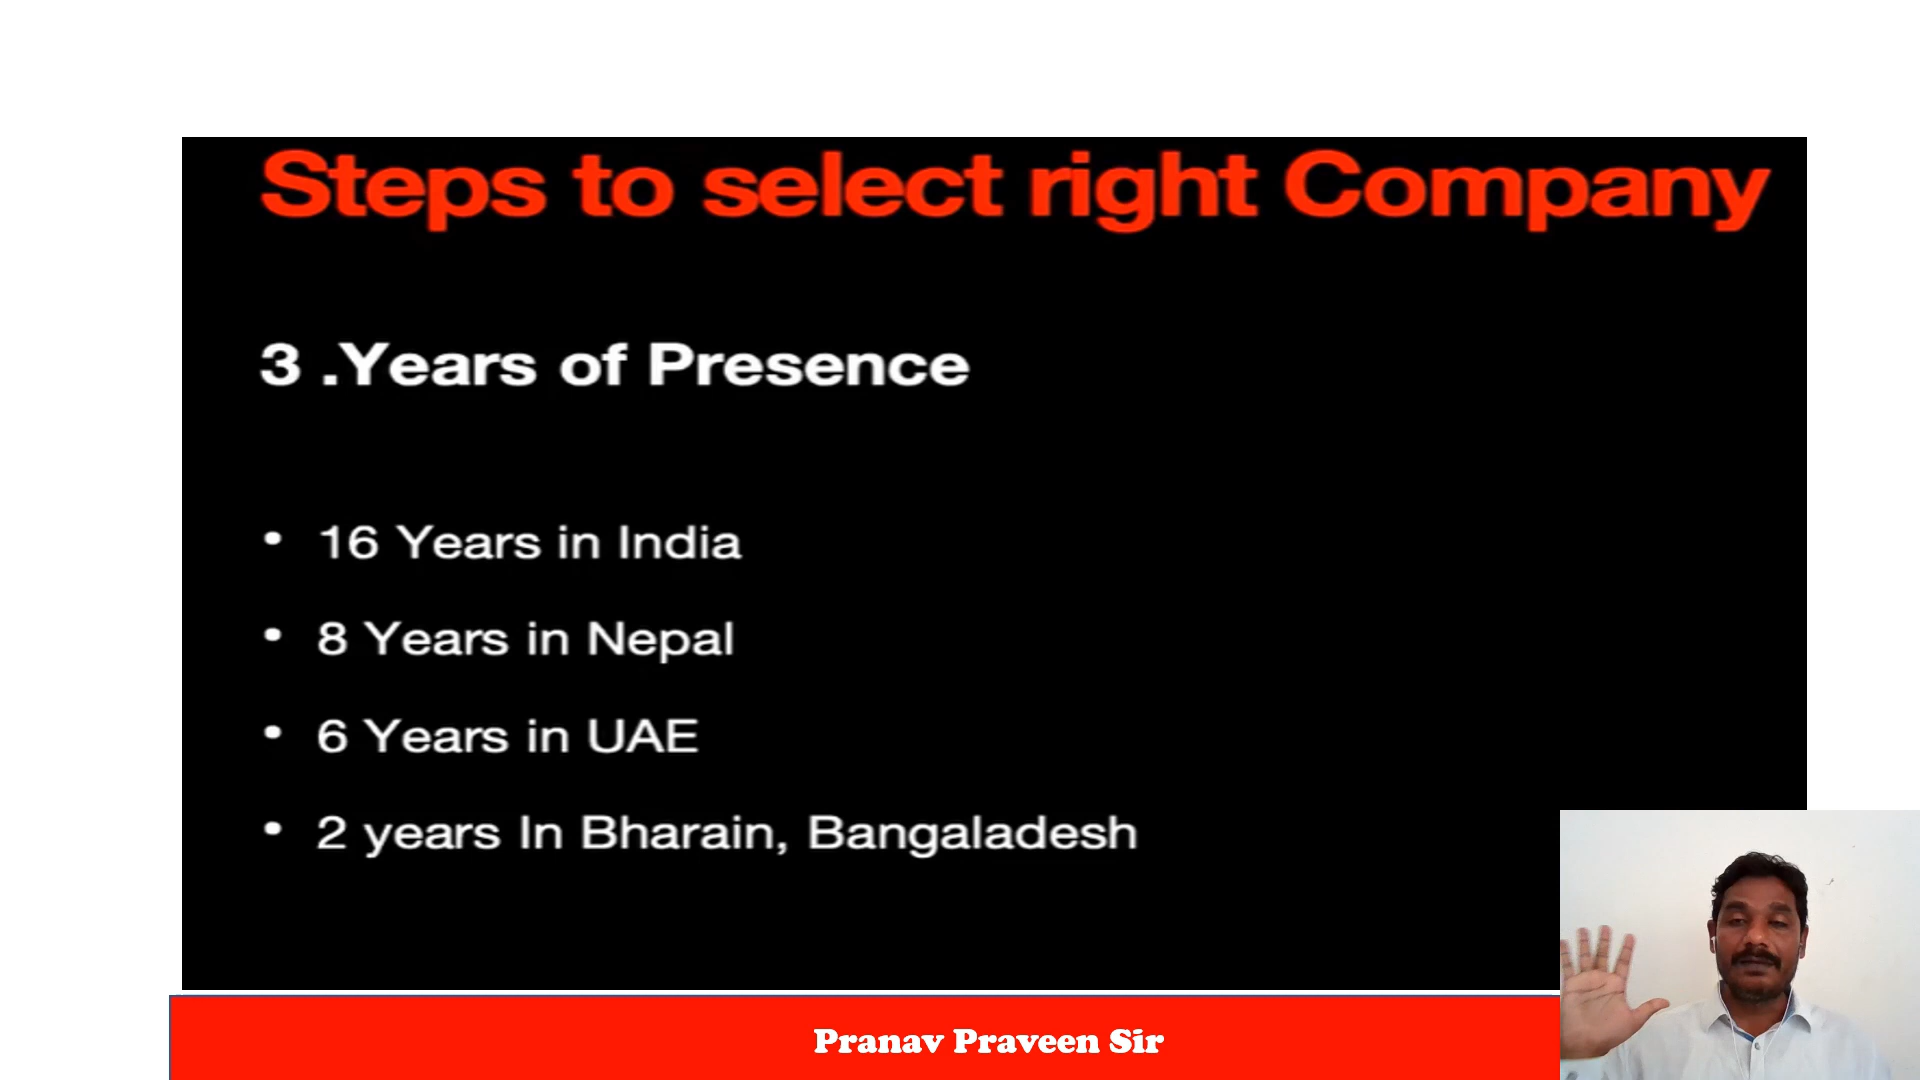 Steps to select right Company
3 .Years of Presence
• 16 Years in India
• 8 Years in Nepal
• 6 Years in UAE
• 2 years In Bharain, Bangaladesh
Pranav Praveen Sir